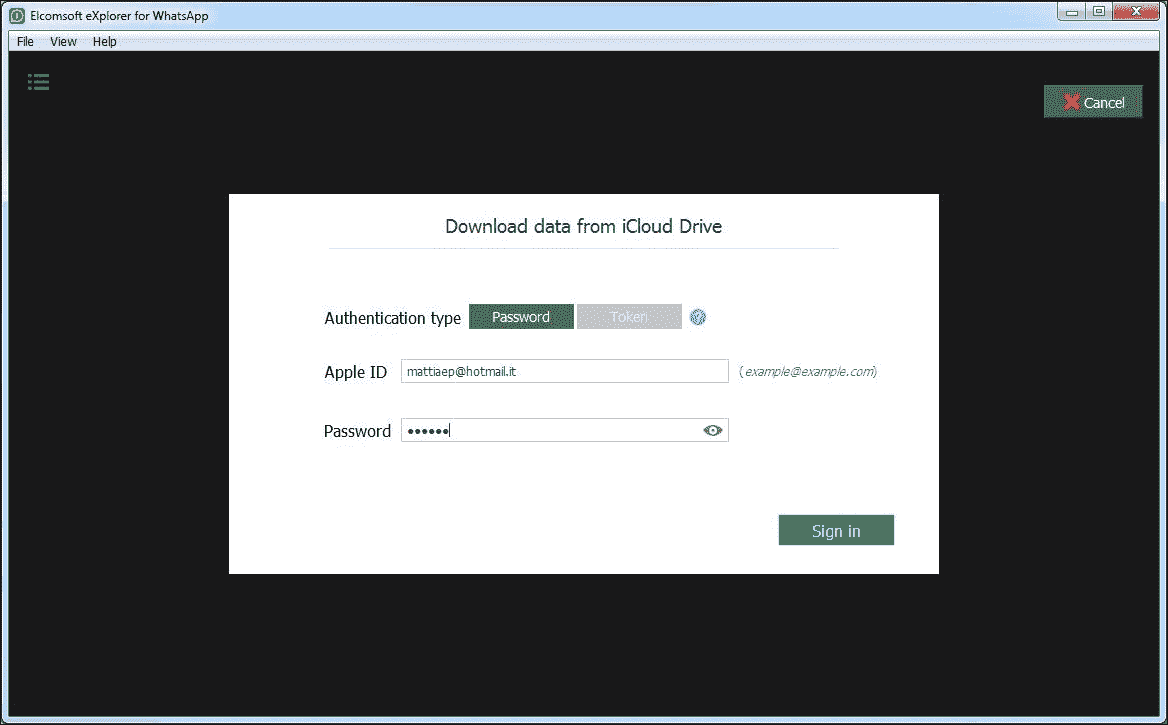 Elcomsoft eXplorer for WhatsApp
File View Help
Cancel
Download data from iCloud Drive
Authentication type Password Token
Apple ID mattiaep@hotmail.it (example@example.com)
Password ••••••
Sign in